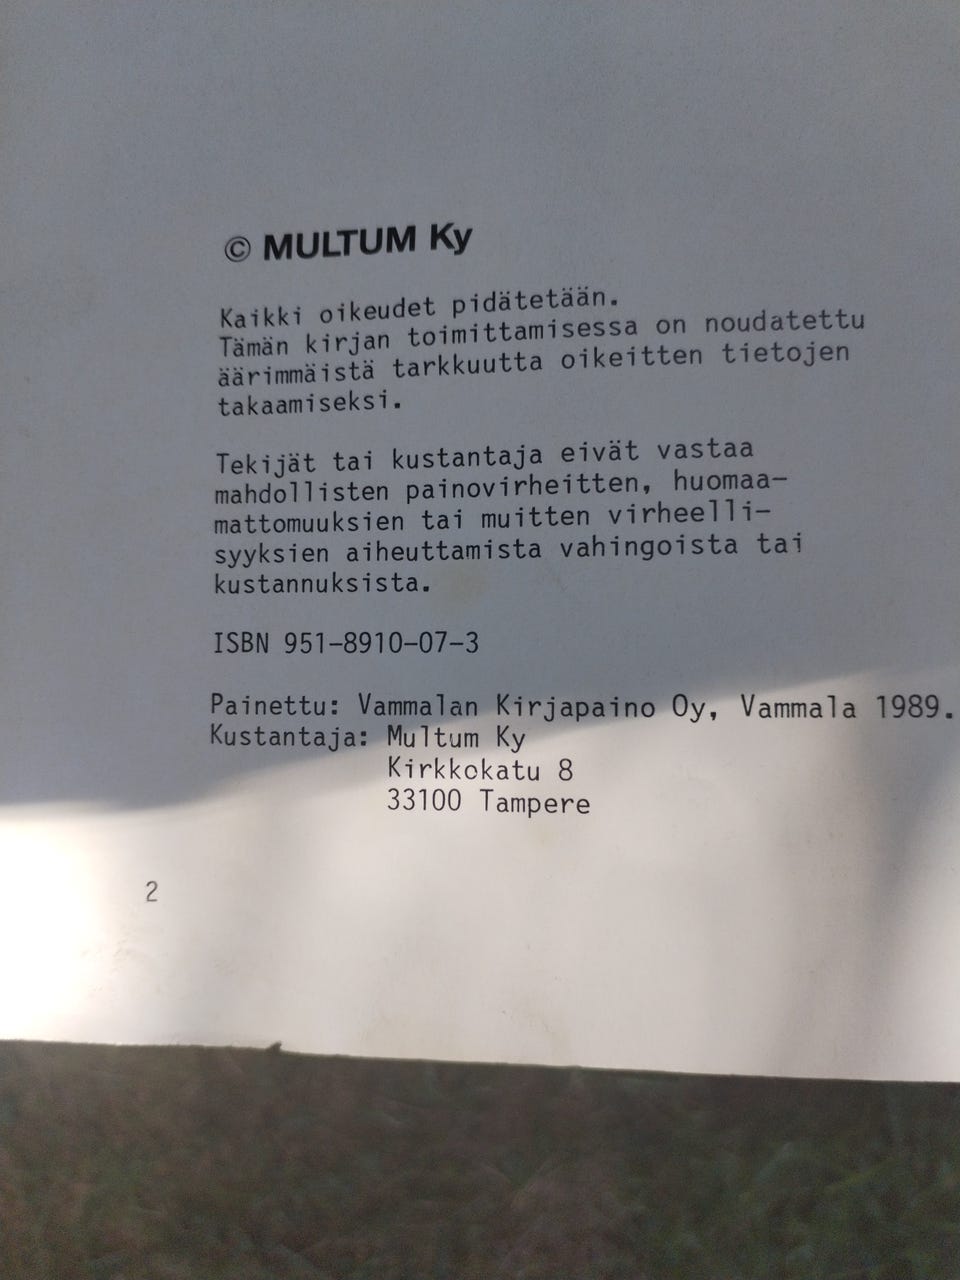 © MULTUM Ky
Kaikki oikeudet pidätetään.
Tämän kirjan toimittamisessa on noudatettu
äärimmäistä tarkkuutta oikeitten tietojen
takaamiseksi.
Tekijät tai kustantaja eivät vastaa
mahdollisten painovirheitten, huomaa-
mattomuuksien tai muitten virheelli-
syyksien aiheuttamista vahingoista tai
kustannuksista.
ISBN 951-8910-07-3
Painettu: Vammalan Kirjapaino Oy, Vammala 1989.
Kustantaja: Multum Ky
Kirkkokatu 8
33100 Tampere
2